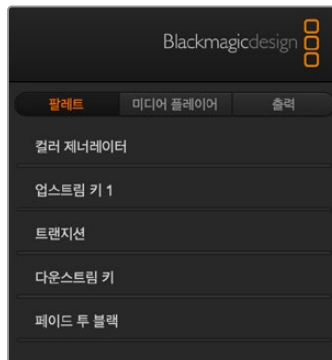 Blackmagicdesign
팔레트 미디어 플레이어 출력
컬러 제너레이터
업스트림 키 1
트랜지션
다운스트림 키
페이드 투 블랙